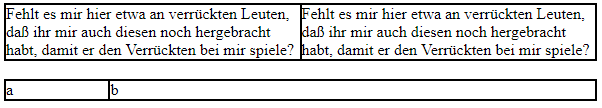 Fehlt es mir hier etwa an verrückten Leuten,
daß ihr mir auch diesen noch hergebracht
habt, damit er den Verrückten bei mir spiele?
Fehlt es mir hier etwa an verrückten Leuten,
daß ihr mir auch diesen noch hergebracht
habt, damit er den Verrückten bei mir spiele?
a
b